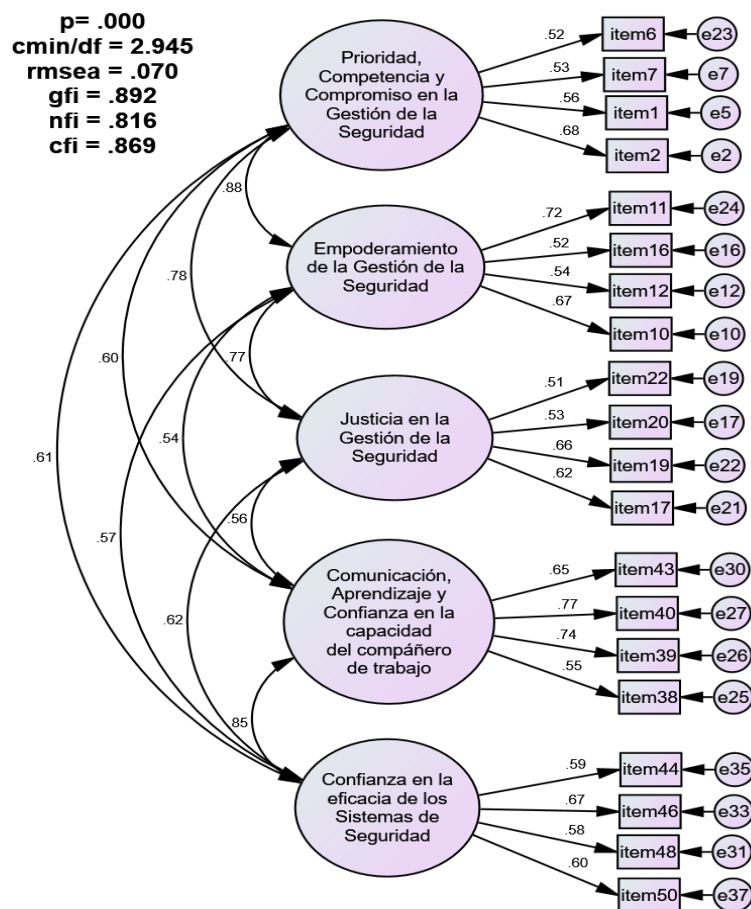 p= .000
cmin/df = 2.945
rmsea = .070
gfi = .892
nfi = .816
cfi = .869
Prioridad,
Competencia y
Compromiso en la
Gestión de la
Seguridad
.52
item6
e23
.53
item7
e7
.56
item1
e5
.68
item2
e2
.88
Empoderamiento
de la Gestión de la
Seguridad
.72
item11
e24
.52
item16
e16
.54
item12
e12
.67
item10
e10
.78
.77
.60
Justicia en la
Gestión de la
Seguridad
.51
item22
e19
.53
item20
e17
.66
item19
e22
.62
item17
e21
.54
.61
.56
.57
Comunicación,
Aprendizaje y
Confianza en la
capacidad
del compáñero
de trabajo
.65
item43
e30
.77
item40
e27
.74
item39
e26
.55
item38
e25
.62
.85
Confianza en la
eficacia de los
Sistemas de
Seguridad
.59
item44
e35
.67
item46
e33
.58
item48
e31
.60
item50
e37